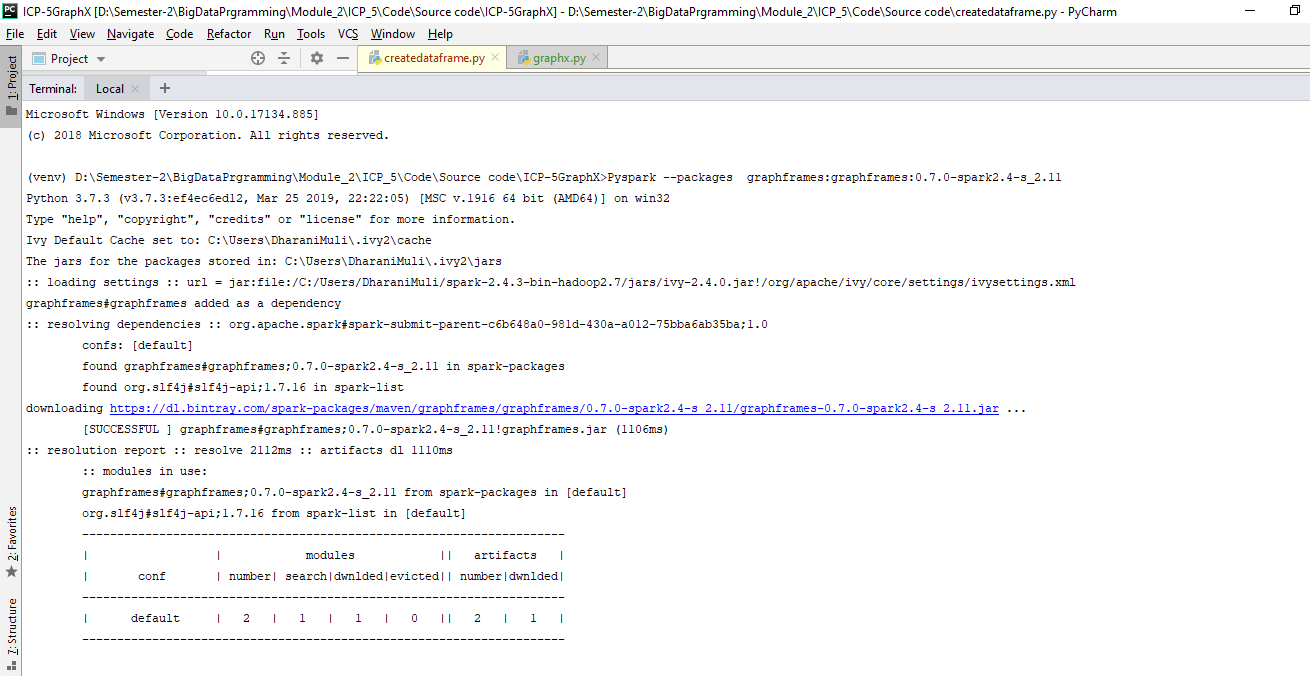 PC ICP-5GraphX [D:\Semester-2\BigDataPrgramming\Module_2\ICP_5\Code\Source code\ICP-5GraphX] - D:\Semester-2\BigDataPrgramming\Module_2\ICP_5\Code\Source code\createdataframe.py - PyCharm
File Edit View Navigate Code Refactor Run Tools VCS Window Help
1: Project
Project createdataframe.py graphx.py
Terminal: Local +
Microsoft Windows [Version 10.0.17134.885]
(c) 2018 Microsoft Corporation. All rights reserved.
(venv) D:\Semester-2\BigDataPrgramming\Module_2\ICP_5\Code\Source code\ICP-5GraphX>Pyspark --packages  graphframes:graphframes:0.7.0-spark2.4-s_2.11
Python 3.7.3 (v3.7.3:ef4ec6ed12, Mar 25 2019, 22:22:05) [MSC v.1916 64 bit (AMD64)] on win32
Type "help", "copyright", "credits" or "license" for more information.
Ivy Default Cache set to: C:\Users\DharaniMuli\.ivy2\cache
The jars for the packages stored in: C:\Users\DharaniMuli\.ivy2\jars
:: loading settings :: url = jar:file:/C:/Users/DharaniMuli/spark-2.4.3-bin-hadoop2.7/jars/ivy-2.4.0.jar!/org/apache/ivy/core/settings/ivysettings.xml
graphframes#graphframes added as a dependency
:: resolving dependencies :: org.apache.spark#spark-submit-parent-c6b648a0-981d-430a-a012-75bba6ab35ba;1.0
confs: [default]
found graphframes#graphframes;0.7.0-spark2.4-s_2.11 in spark-packages
found org.slf4j#slf4j-api;1.7.16 in spark-list
downloading https://dl.bintray.com/spark-packages/maven/graphframes/graphframes/0.7.0-spark2.4-s_2.11/graphframes-0.7.0-spark2.4-s_2.11.jar ...
[SUCCESSFUL ] graphframes#graphframes;0.7.0-spark2.4-s_2.11!graphframes.jar (1106ms)
:: resolution report :: resolve 2112ms :: artifacts dl 1110ms
:: modules in use:
graphframes#graphframes;0.7.0-spark2.4-s_2.11 from spark-packages in [default]
org.slf4j#slf4j-api;1.7.16 from spark-list in [default]
---------------------------------------------------------------------
|                  |            modules            ||   artifacts   |
|       conf       | number| search|dwnlded|evicted|| number|dwnlded|
---------------------------------------------------------------------
|      default     |   2   |   1   |   1   |   0   ||   2   |   1   |
---------------------------------------------------------------------
2: Favorites
7: Structure